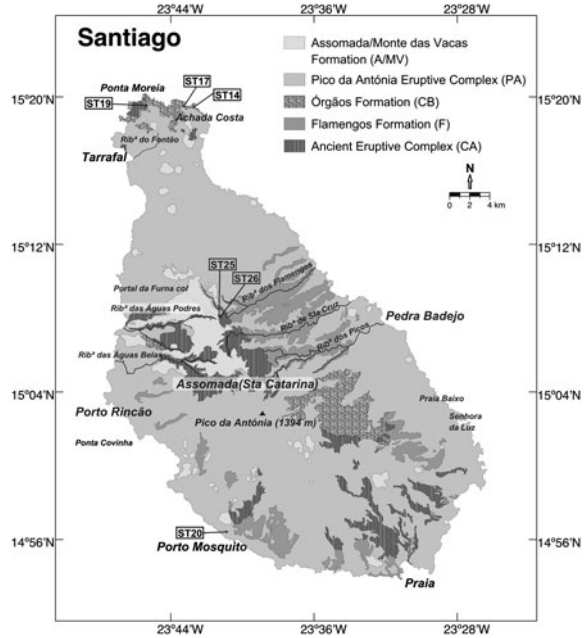 23°44'
23°36'
23°28'
Santiago
Assomada/Monte das Vacas
Formation (A/MV)
Pico da Antónia Eruptive Complex (PA)
Órgãos Formation (CB)
Flamengos Formation (F)
Ancient Eruptive Complex (CA)
N
0 2 4 km
15°20'
15°20'
Ponta Moreia
ST17
ST19
ST14
Achada Costa
Ribª do Fontão
Tarrafal
15°12'
15°12'
ST25
ST26
Portal da Furna col
Ribª dos Flamengos
Ribª das Águas Podres
Ribª de Sta Cruz
Pedra Badejo
Ribª dos Picos
Ribª das Águas Belas
Assomada(Sta Catarina)
15°04'
15°04'
Porto Rincão
Pico da Antónia (1394 m)
Praia Baixo
Senhora
da Luz
Ponta Covinha
14°56'
14°56'
ST20
Porto Mosquito
Praia
23°44'
23°36'
23°28'